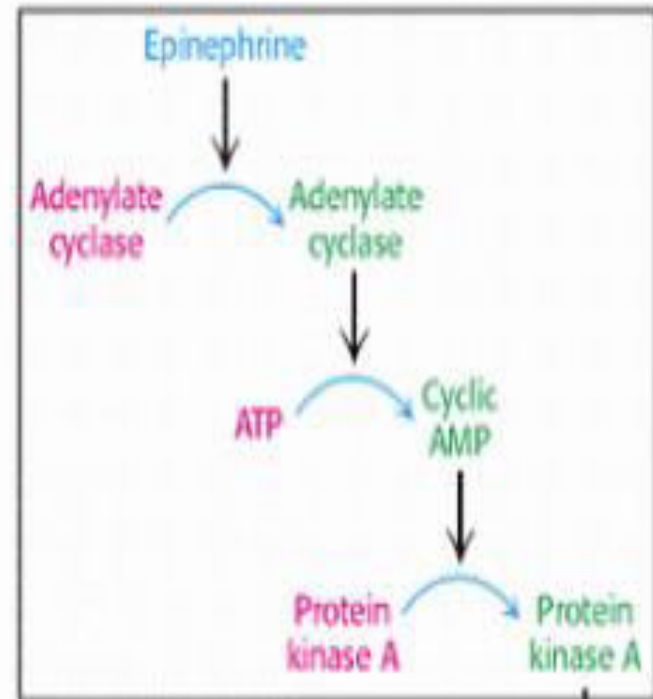 Epinephrine
Adenylate
cyclase
Adenylate
cyclase
ATP
Cyclic
AMP
Protein
kinase A
Protein
kinase A